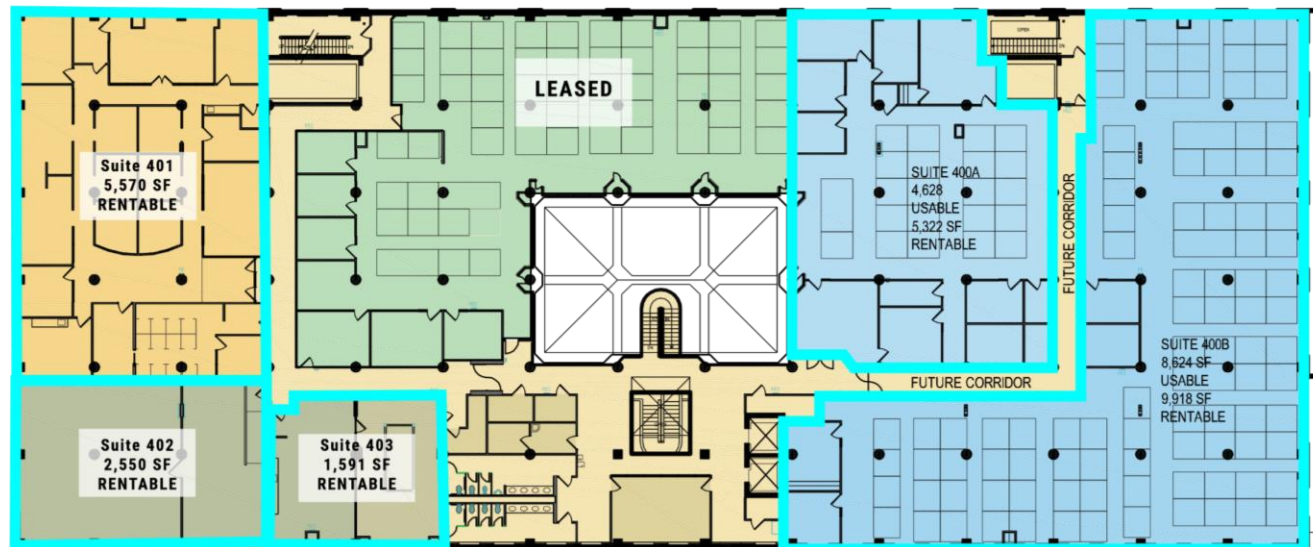 LEASED
OPEN
Suite 401
5,570 SF
RENTABLE
SUITE 400A
4,628
USABLE
5,322 SF
RENTABLE
FUTURE CORRIDOR
SUITE 400B
8,624 SF
USABLE
9,918 SF
RENTABLE
FUTURE CORRIDOR
Suite 402
2,550 SF
RENTABLE
Suite 403
1,591 SF
RENTABLE